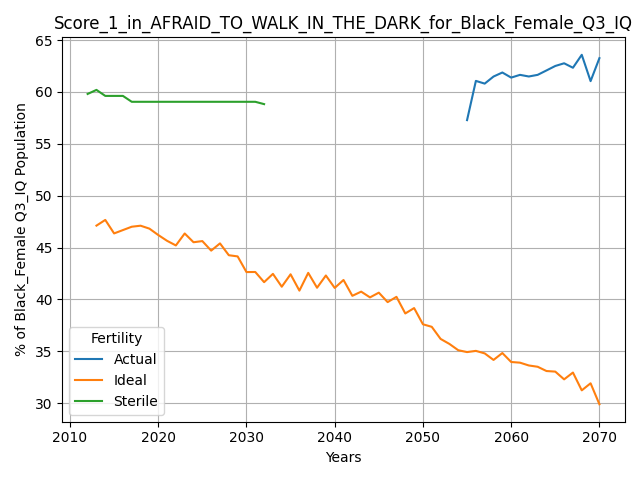 Score_1_in_AFRAID_TO_WALK_IN_THE_DARK_for_Black_Female_Q3_IQ
% of Black_Female Q3_IQ Population
65
60
55
50
45
40
35
30
Fertility
Actual
Ideal
Sterile
2010 2020 2030 2040 2050 2060 2070
Years